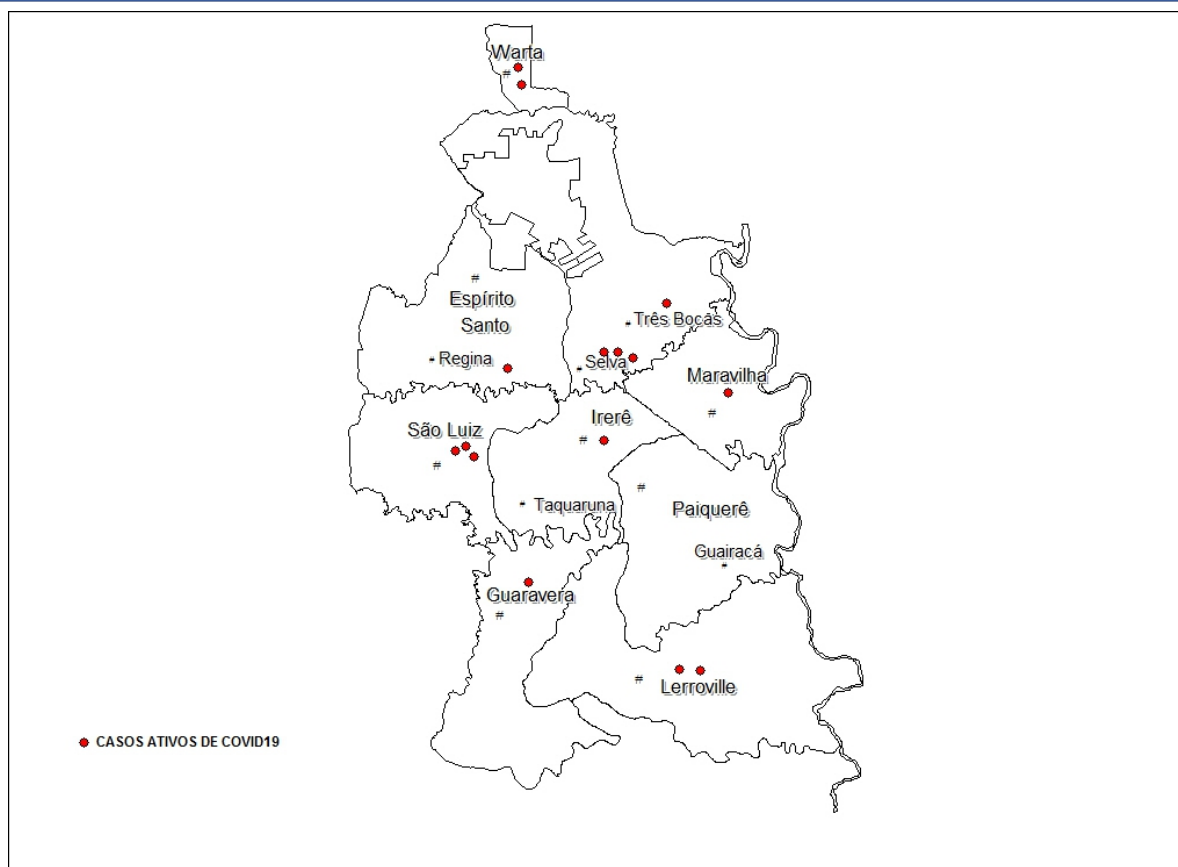 Warta
#
#
Espírito
Santo
Três Bocas
Regina
Selva
Maravilha
#
Irerê
#
São Luiz
#
#
Taquaruna
Paiquerê
Guairacá
Guaravera
#
#
Lerroville
CASOS ATIVOS DE COVID19